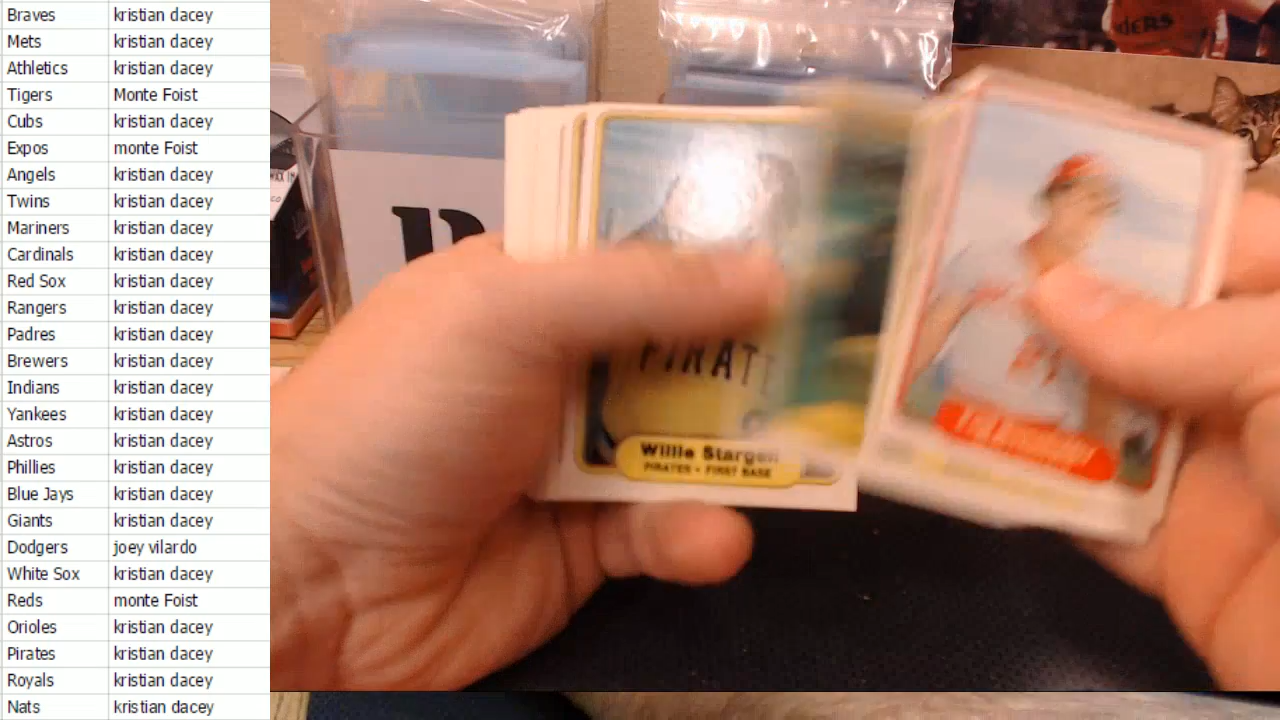 Braves kristian dacey
Mets kristian dacey
Athletics kristian dacey
Tigers Monte Foist
Cubs kristian dacey
Expos monte Foist
Angels kristian dacey
Twins kristian dacey
Mariners kristian dacey
Cardinals kristian dacey
Red Sox kristian dacey
Rangers kristian dacey
Padres kristian dacey
Brewers kristian dacey
Indians kristian dacey
Yankees kristian dacey
Astros kristian dacey
Phillies kristian dacey
Blue Jays kristian dacey
Giants kristian dacey
Dodgers joey vilardo
White Sox kristian dacey
Reds monte Foist
Orioles kristian dacey
Pirates kristian dacey
Royals kristian dacey
Nats kristian dacey
PIRAT
Willie Stargell
PIRATES • FIRST BASE